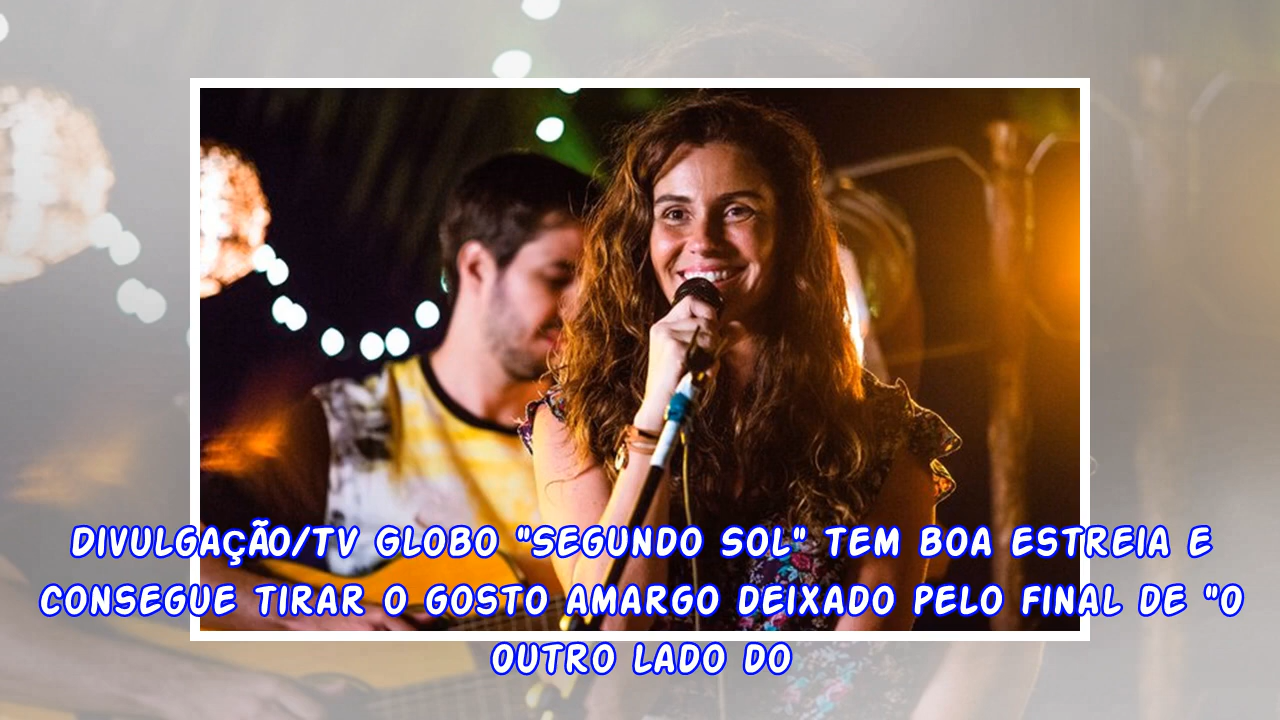 DIVULGAÇÃO/TV GLOBO "SEGUNDO SOL" TEM BOA ESTREIA E
CONSEGUE TIRAR O GOSTO AMARGO DEIXADO PELO FINAL DE "O
OUTRO LADO DO